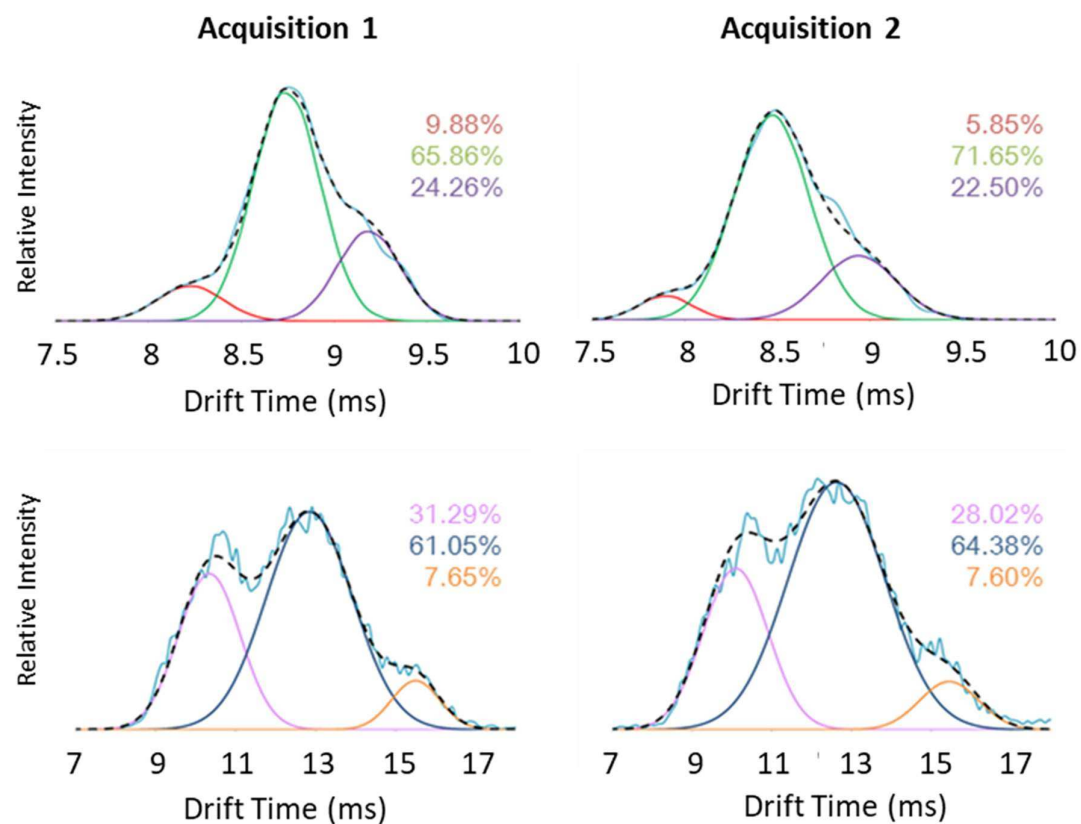 Acquisition 1
Acquisition 2
Relative Intensity
9.88%
65.86%
24.26%
7.5 8 8.5 9 9.5 10
Drift Time (ms)
5.85%
71.65%
22.50%
7.5 8 8.5 9 9.5 10
Drift Time (ms)
Relative Intensity
31.29%
61.05%
7.65%
7 9 11 13 15 17
Drift Time (ms)
28.02%
64.38%
7.60%
7 9 11 13 15 17
Drift Time (ms)